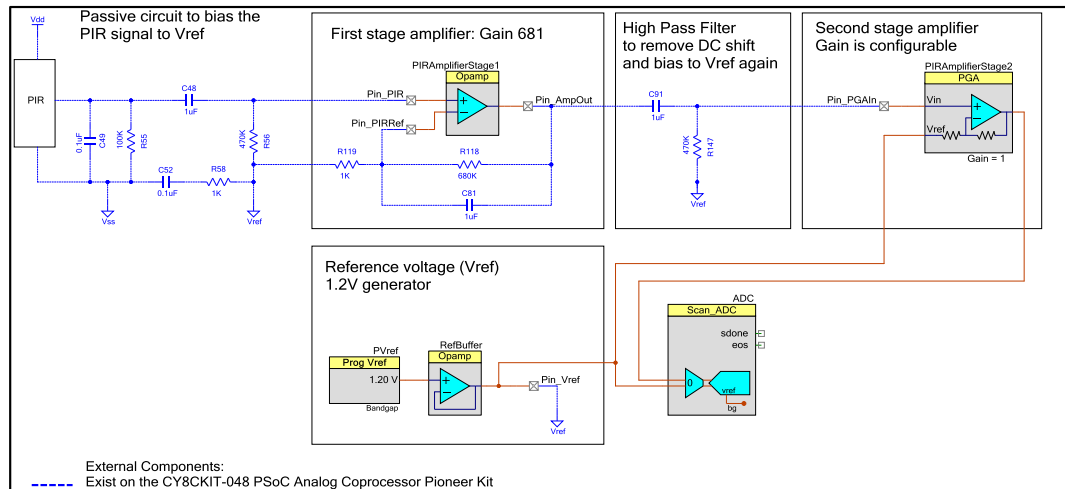 Passive circuit to bias the
PIR signal to Vref
Vdd
PIR
C48
1uF
0.1uF
C49
100K
R55
470K
R56
C52
0.1uF
R58
1K
Vss
Vref
First stage amplifier: Gain 681
PIRAmplifierStage1
Opamp
Pin_PIR
Pin_PIRRef
Pin_AmpOut
R119
1K
R118
680K
C81
1uF
High Pass Filter
to remove DC shift
and bias to Vref again
C91
1uF
470K
R147
Vref
Second stage amplifier
Gain is configurable
PIRAmplifierStage2
PGA
Pin_PGAIn
Vin
Vref
Gain = 1
Reference voltage (Vref)
1.2V generator
PVref
Prog Vref
1.20 V
Bandgap
RefBuffer
Opamp
Pin_Vref
Vref
ADC
Scan_ADC
sdone
eos
0
vref
bg
External Components:
Exist on the CY8CKIT-048 PSoC Analog Coprocessor Pioneer Kit